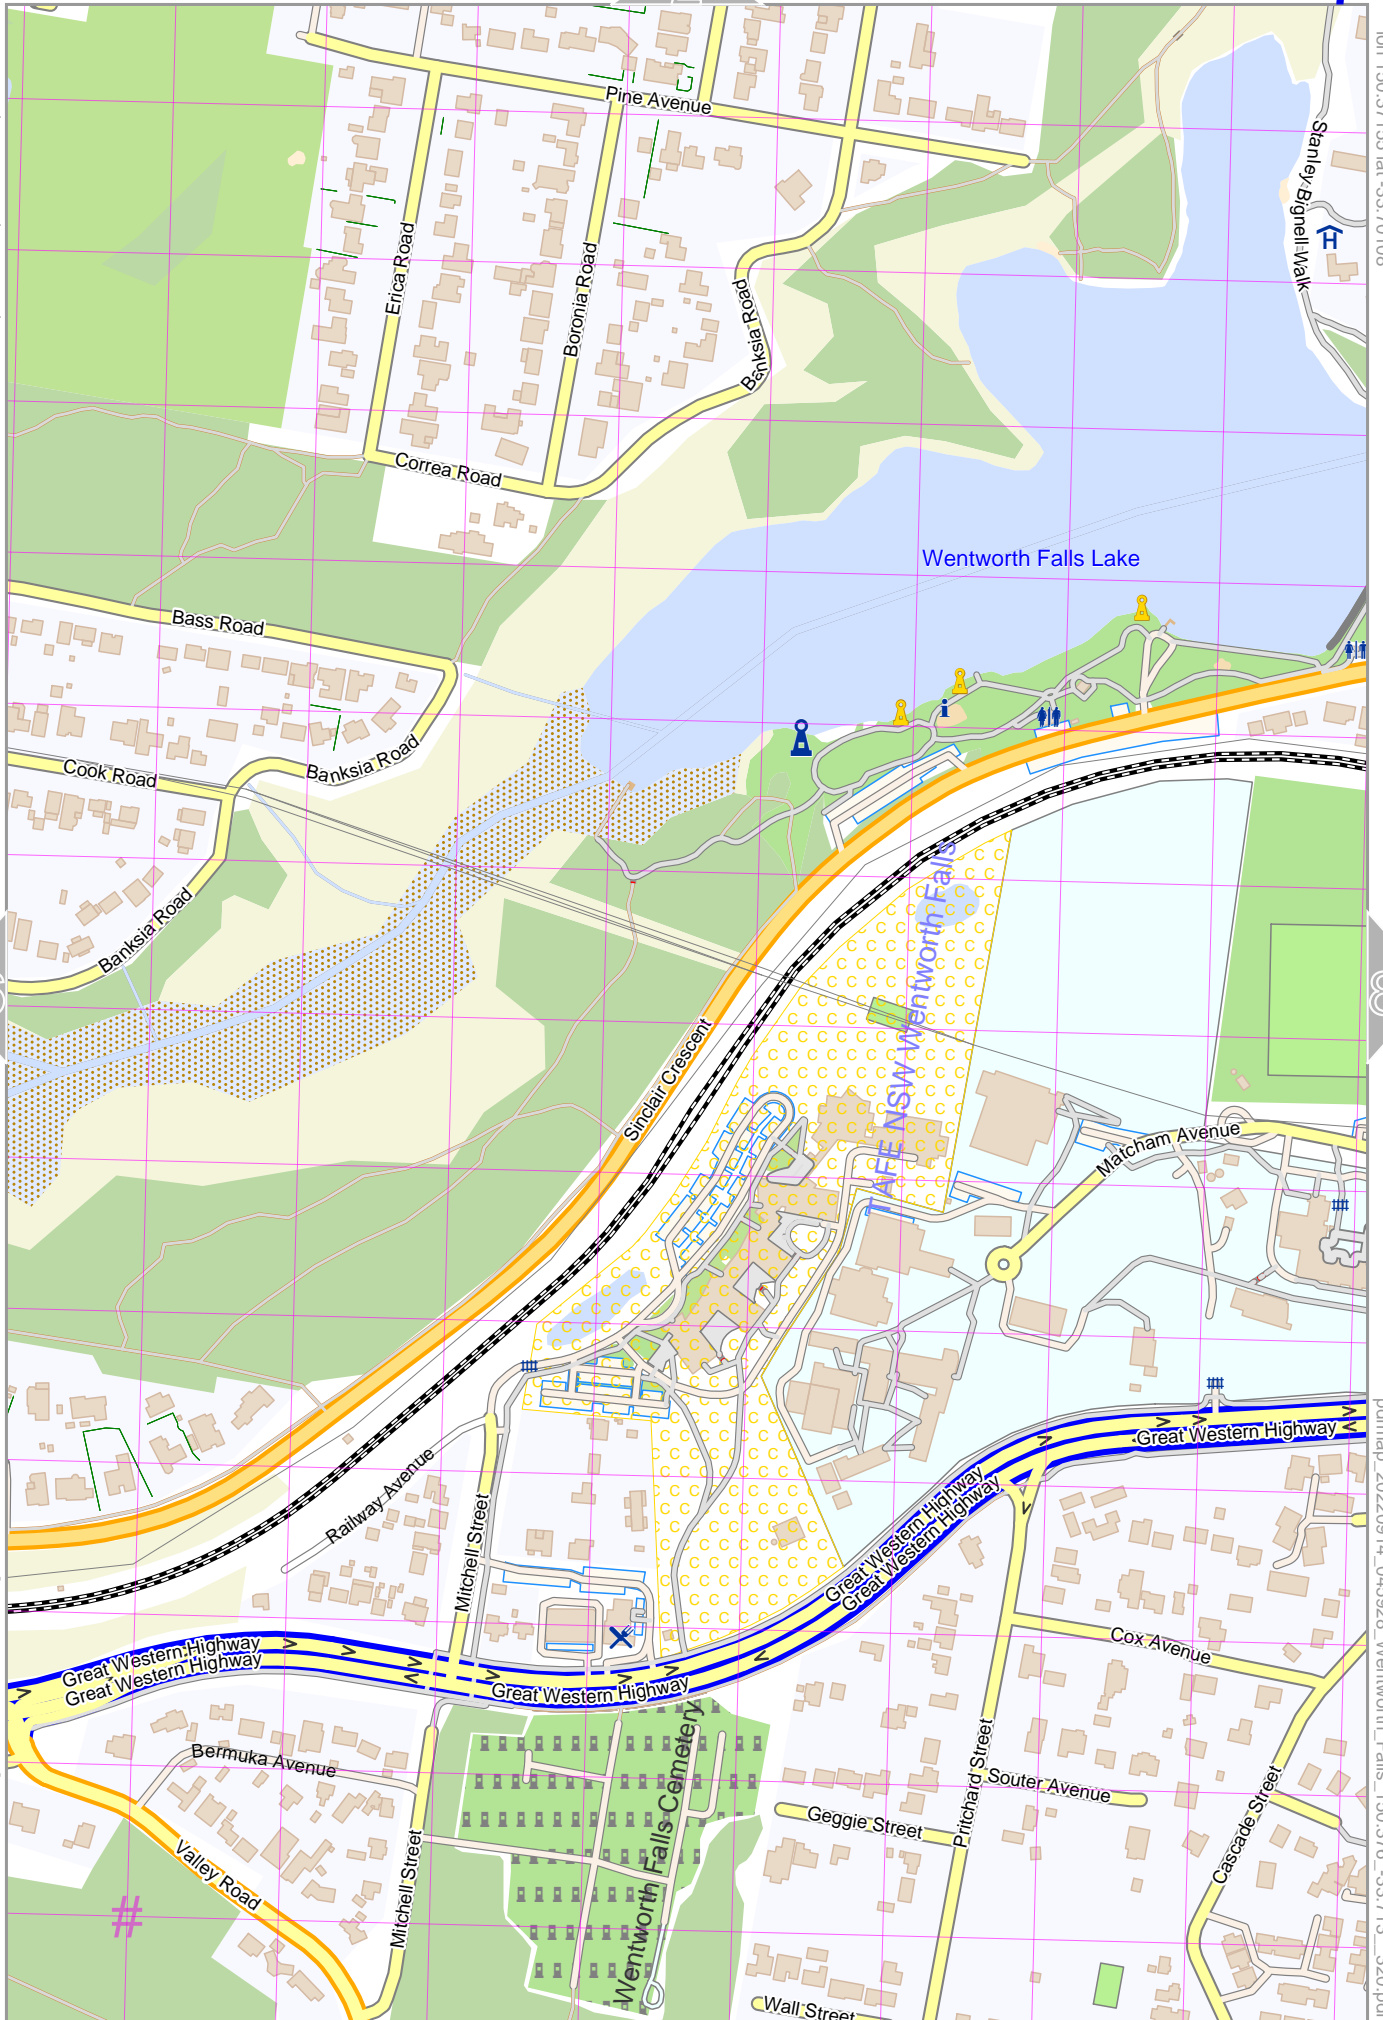 Pine Avenue
Stanley Bignell Walk
H
Erica Road
Boronia Road
Banksia Road
Correa Road
Wentworth Falls Lake
Bass Road
i
Banksia Road
Cook Road
Banksia Road
TAFE NSW Wentworth Falls
Sinclair Crescent
Matcham Avenue
8
Great Western Highway
Railway Avenue
Great Western Highway
Great Western Highway
Mitchell Street
Cox Avenue
Great Western Highway
Great Western Highway
Great Western Highway
Wentworth Falls Cemetery
Bermuka Avenue
Pritchard Street
Souter Avenue
Geggie Street
Cascade Street
Valley Road
Mitchell Street
#
Wall Street